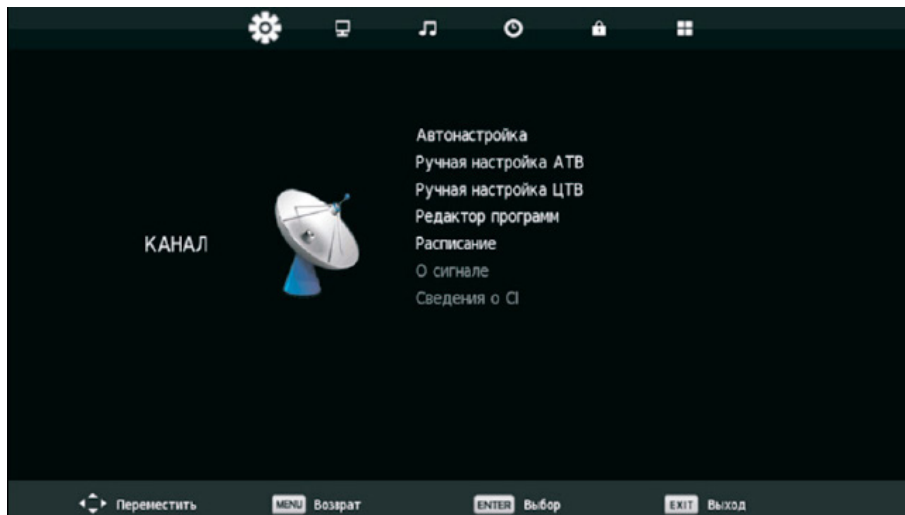 Автонастройка
Ручная настройка АТВ
Ручная настройка ЦТВ
Редактор программ
КАНАЛ
Расписание
О сигнале
Сведения о CI
Переместить MENU Возврат ENTER Выбор EXIT Выход